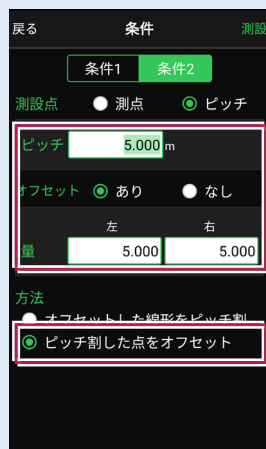 戻る 条件 測設
条件1 条件2
測設点 測点 ピッチ
ピッチ 5.000 m
オフセット あり なし
左 右
量 5.000 5.000
方法
オフセットした線形をピッチ割
ピッチ割した点をオフセット